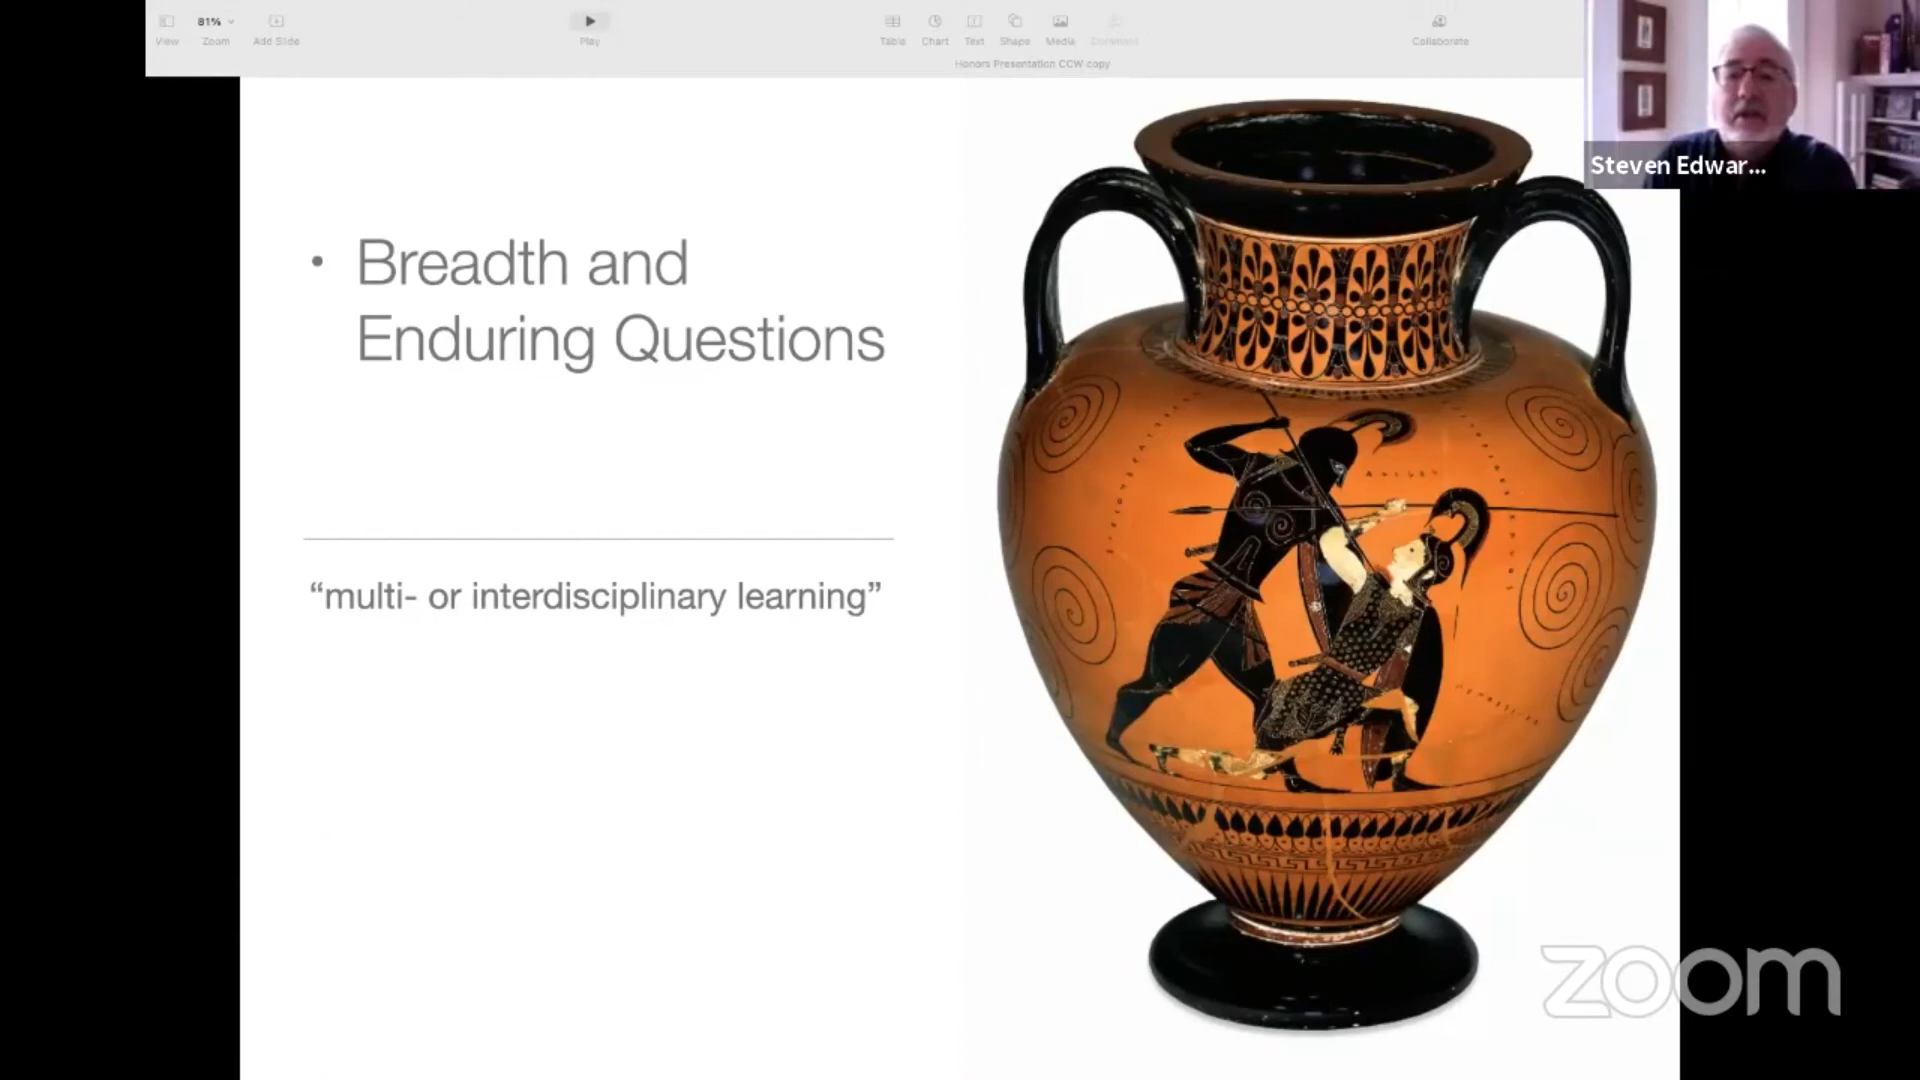 81%
View
Zoom
Add Slide
Play
Table
Chart
Text
Shape
Media
Comment
Collaborate
Honors Presentation CCW copy
Steven Edwar...
• Breadth and
Enduring Questions
“multi- or interdisciplinary learning”
zoom